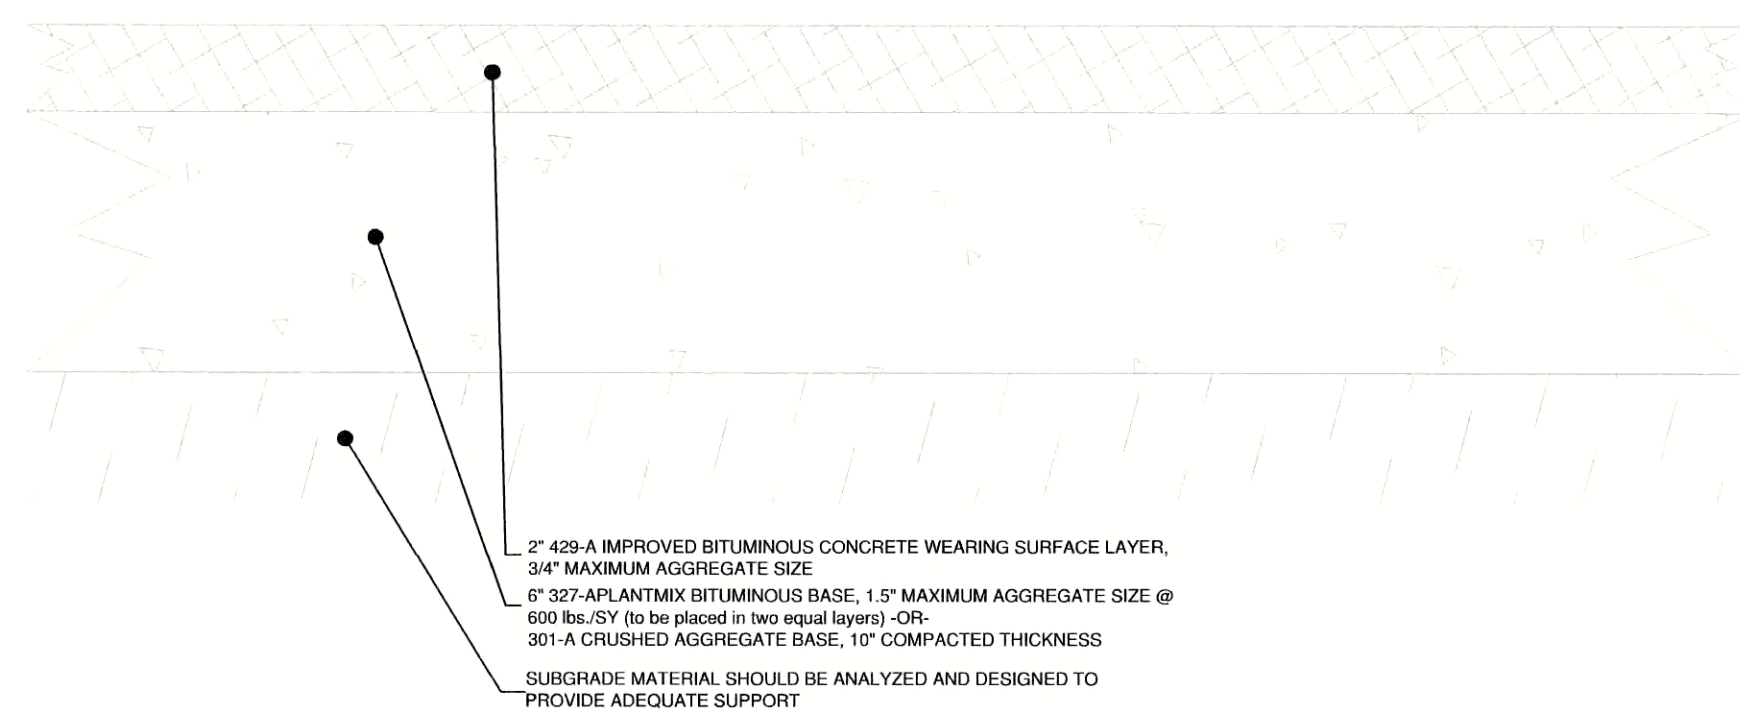 2" 429-A IMPROVED BITUMINOUS CONCRETE WEARING SURFACE LAYER,
3/4" MAXIMUM AGGREGATE SIZE
6" 327-APLANTMIX BITUMINOUS BASE, 1.5" MAXIMUM AGGREGATE SIZE @
600 lbs./SY (to be placed in two equal layers) -OR-
301-A CRUSHED AGGREGATE BASE, 10" COMPACTED THICKNESS
SUBGRADE MATERIAL SHOULD BE ANALYZED AND DESIGNED TO
PROVIDE ADEQUATE SUPPORT